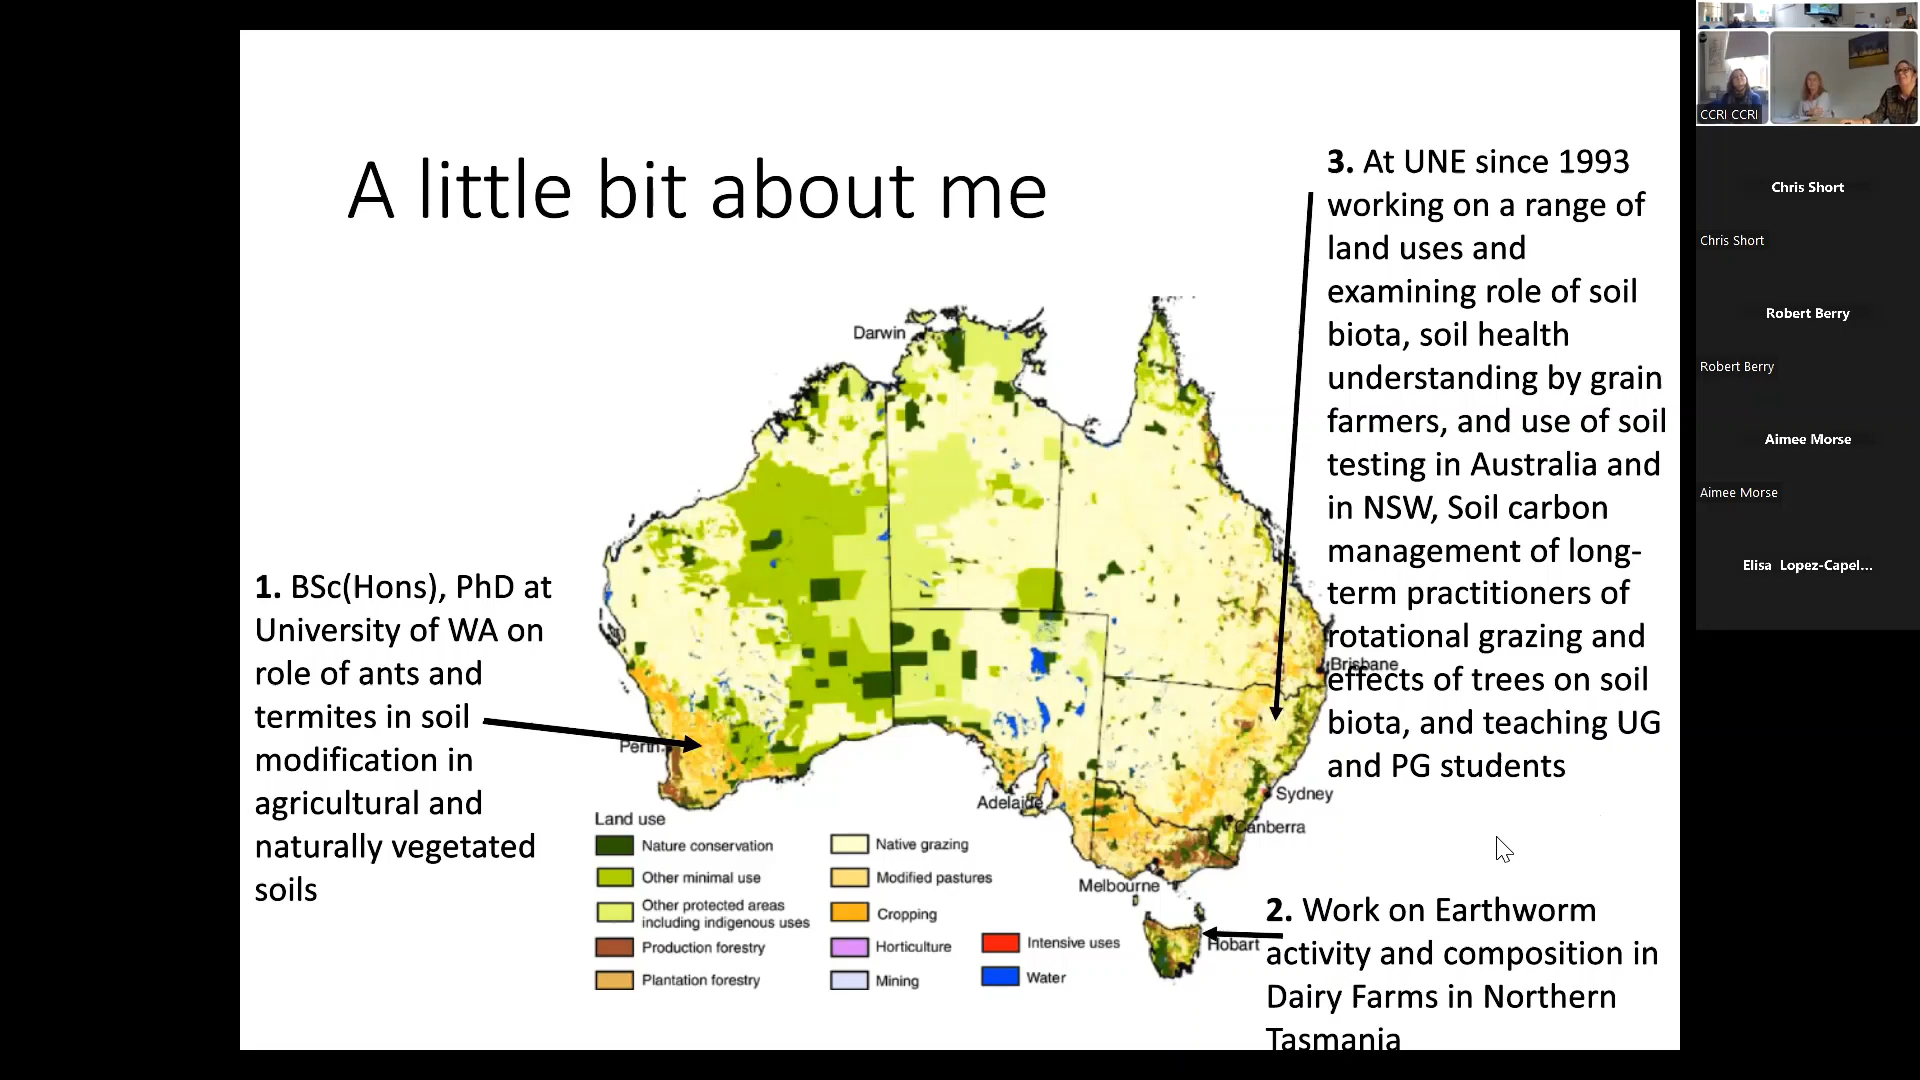 A little bit about me
1. BSc(Hons), PhD at
University of WA on
role of ants and
termites in soil
modification in
agricultural and
naturally vegetated
soils
3. At UNE since 1993
working on a range of
land uses and
examining role of soil
biota, soil health
understanding by grain
farmers, and use of soil
testing in Australia and
in NSW, Soil carbon
management of long-
term practitioners of
rotational grazing and
effects of trees on soil
biota, and teaching UG
and PG students
2. Work on Earthworm
activity and composition in
Dairy Farms in Northern
Tasmania
Darwin
Brisbane
Perth
Adelaide
Sydney
Canberra
Melbourne
Hobart
Land use
Nature conservation
Other minimal use
Other protected areas
including indigenous uses
Production forestry
Plantation forestry
Native grazing
Modified pastures
Cropping
Horticulture
Mining
Intensive uses
Water
CCRI CCRI
Chris Short
Chris Short
Robert Berry
Robert Berry
Aimee Morse
Aimee Morse
Elisa Lopez-Capel...